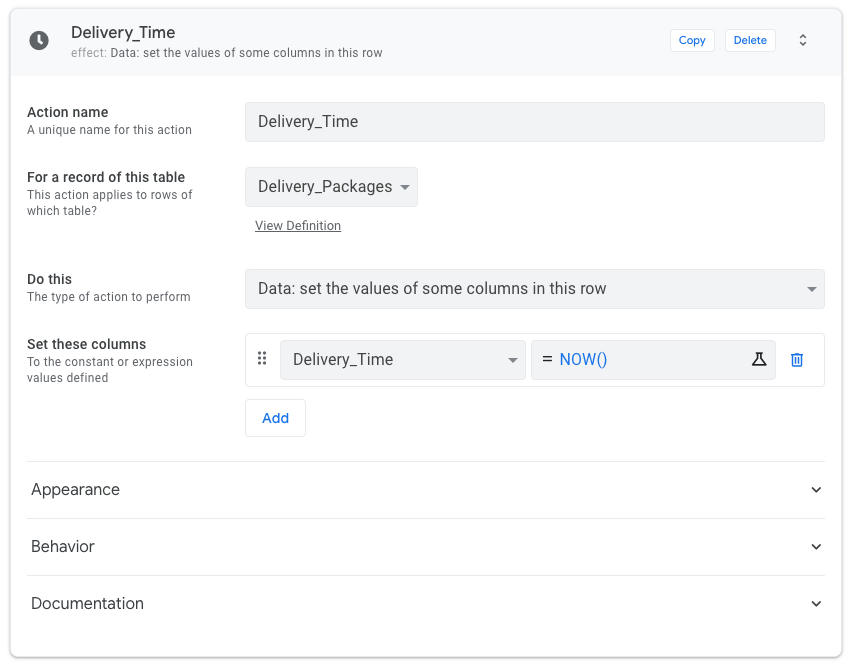 Delivery_Time
effect: Data: set the values of some columns in this row
Copy
Delete
Action name
A unique name for this action
Delivery_Time
For a record of this table
This action applies to rows of
which table?
Delivery_Packages
View Definition
Do this
The type of action to perform
Data: set the values of some columns in this row
Set these columns
To the constant or expression
values defined
Delivery_Time
= NOW()
Add
Appearance
Behavior
Documentation